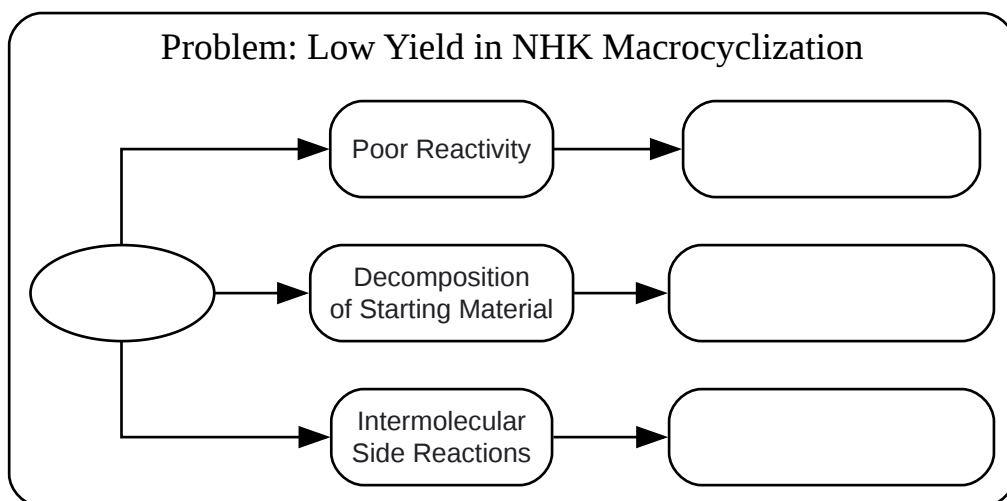 Problem: Low Yield in NHK Macrocyclization
Poor Reactivity
Decomposition
of Starting Material
Intermolecular
Side Reactions